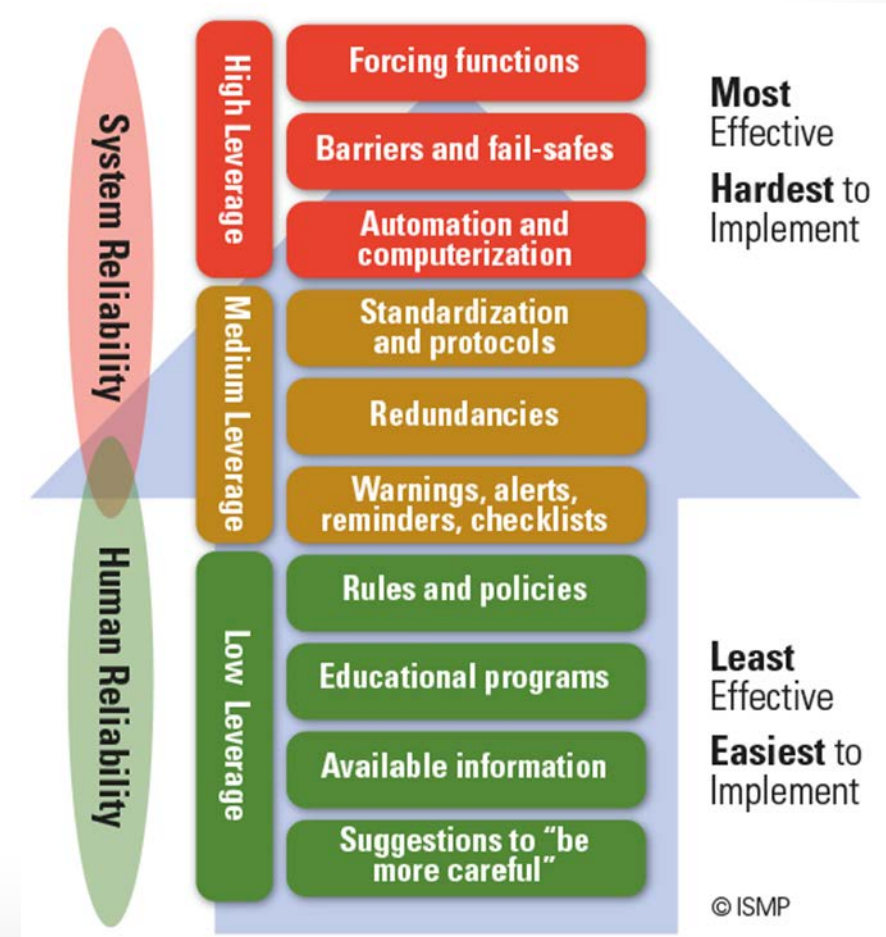 System Reliability
Human Reliability
High Leverage
Forcing functions
Barriers and fail-safes
Automation and
computerization
Medium Leverage
Standardization
and protocols
Redundancies
Warnings, alerts,
reminders, checklists
Low Leverage
Rules and policies
Educational programs
Available information
Suggestions to “be
more careful”
Most
Effective
Hardest to
Implement
Least
Effective
Easiest to
Implement
© ISMP